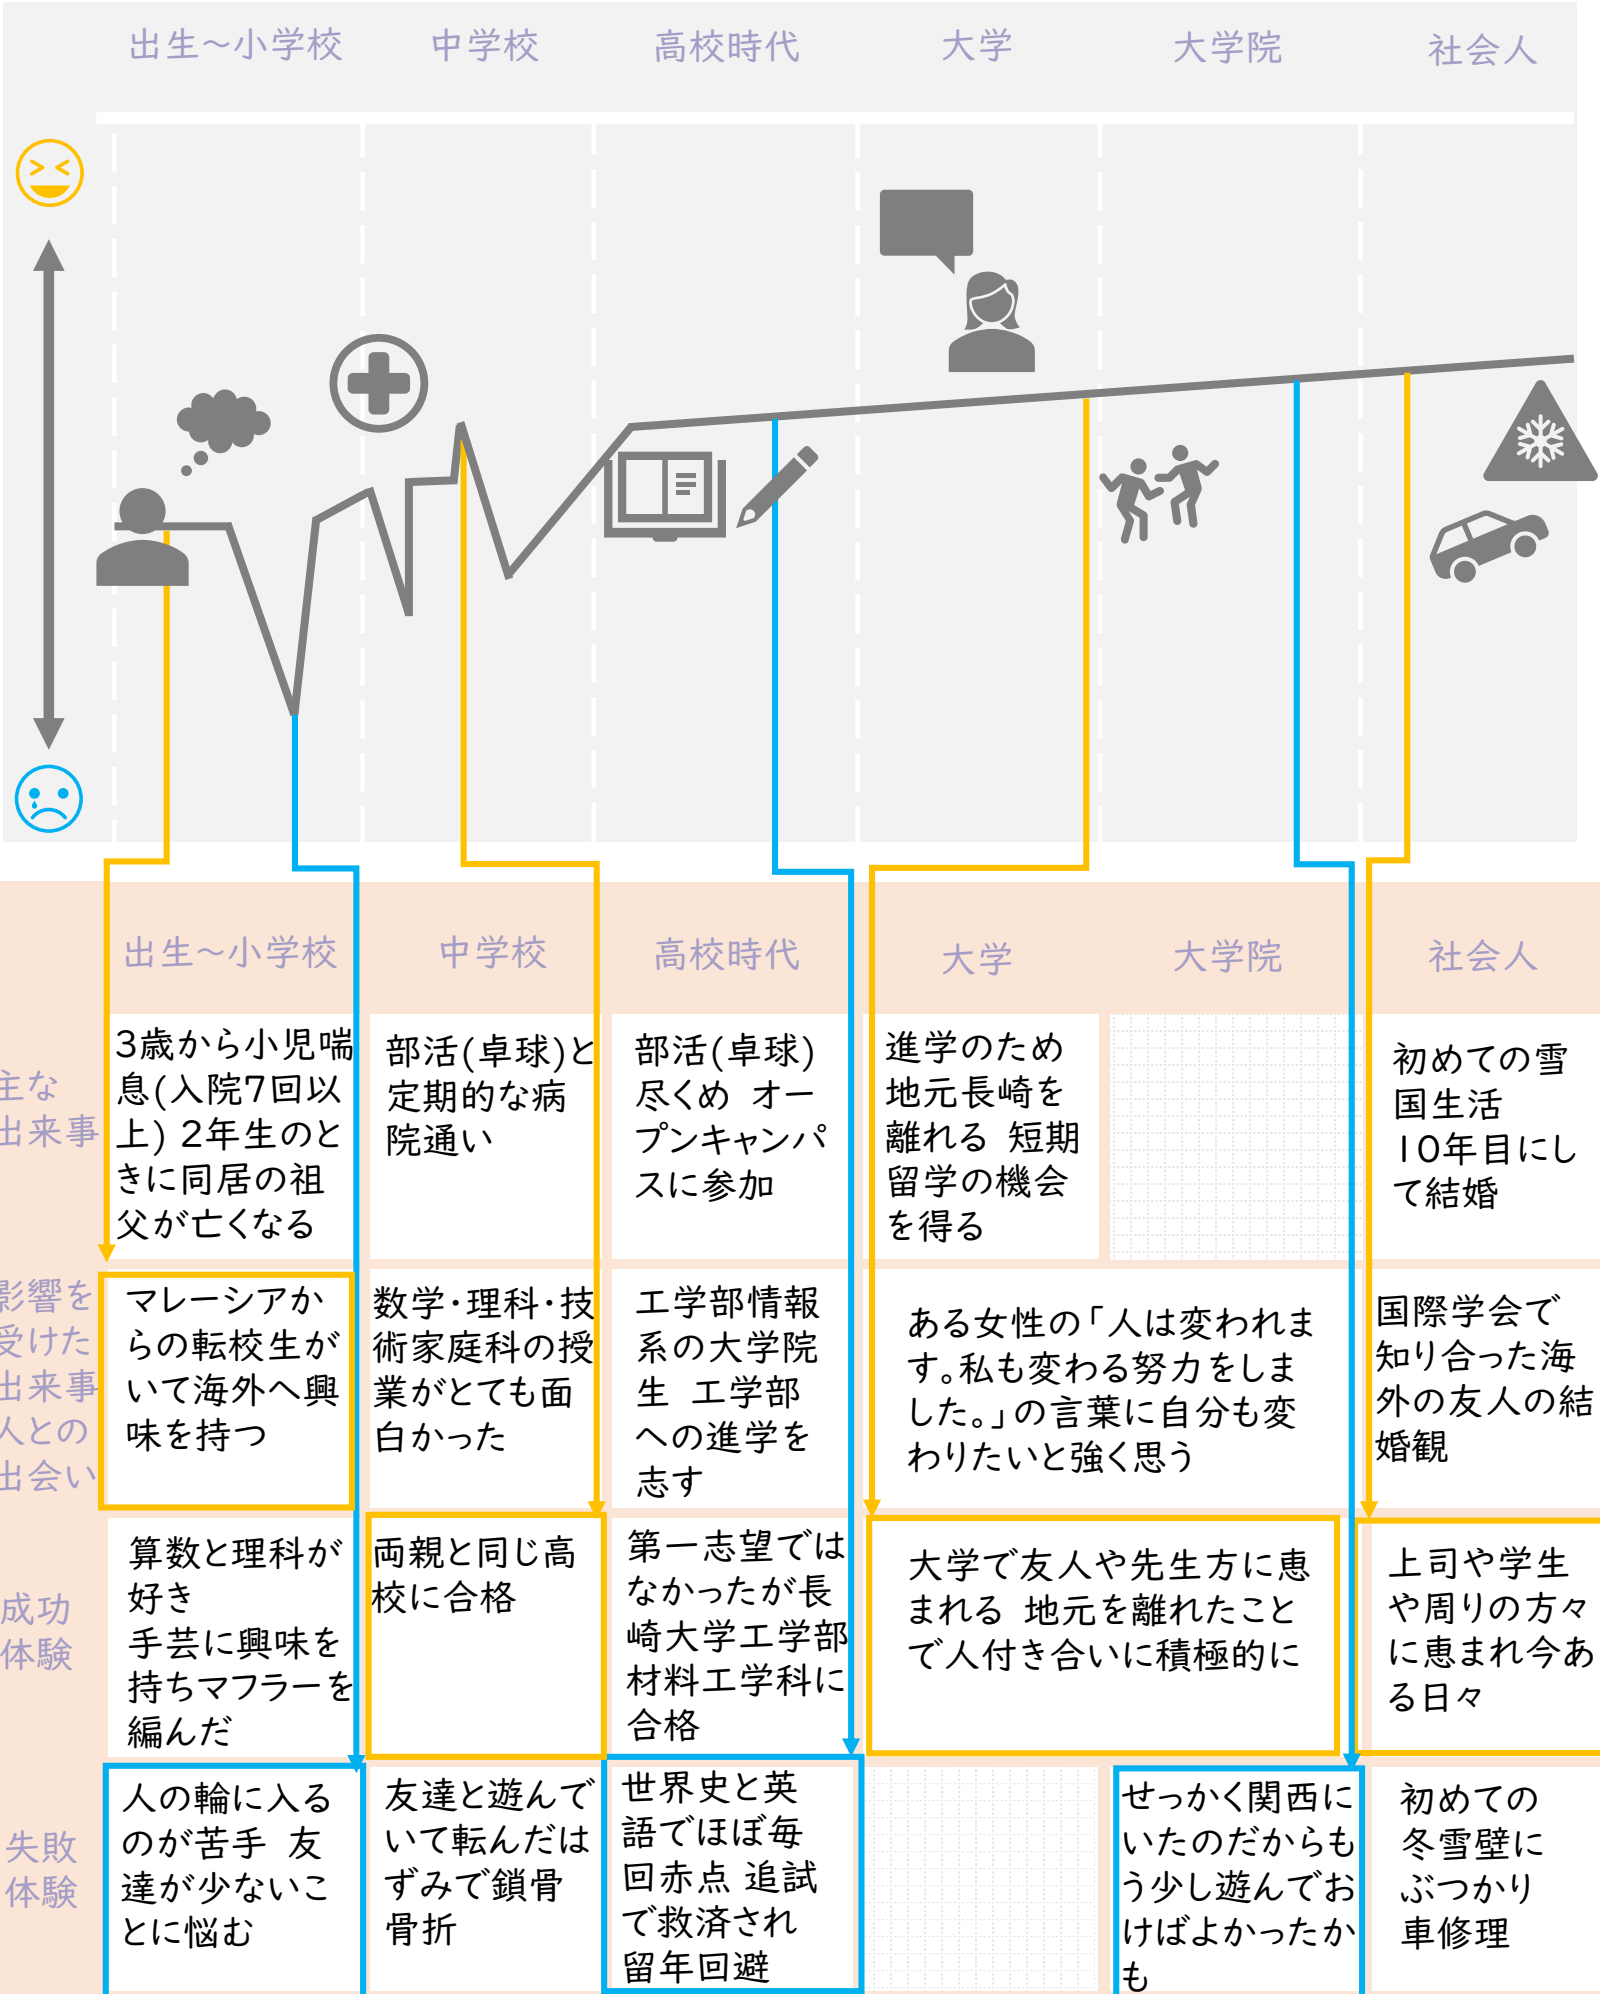 出生～小学校
中学校
高校時代
大学
大学院
社会人
出生～小学校
中学校
高校時代
大学
大学院
社会人
主な
出来事
3歳から小児喘
息(入院7回以
上) 2年生のと
きに同居の祖
父が亡くなる
部活(卓球)と
定期的な病
院通い
部活(卓球)
尽くめ オー
プンキャンパ
スに参加
進学のため
地元長崎を
離れる 短期
留学の機会
を得る
初めての雪
国生活
10年目にし
て結婚
影響を
受けた
出来事
人との
出会い
マレーシアか
らの転校生が
いて海外へ興
味を持つ
数学・理科・技
術家庭科の授
業がとても面
白かった
工学部情報
系の大学院
生 工学部
への進学を
志す
ある女性の「人は変われま
す。私も変わる努力をしま
した。」の言葉に自分も変
わりたいと強く思う
国際学会で
知り合った海
外の友人の結
婚観
成功
体験
算数と理科が
好き
手芸に興味を
持ちマフラーを
編んだ
両親と同じ高
校に合格
第一志望では
なかったが長
崎大学工学部
材料工学科に
合格
大学で友人や先生方に恵
まれる 地元を離れたこと
で人付き合いに積極的に
上司や学生
や周りの方々
に恵まれ今あ
る日々
失敗
体験
人の輪に入る
のが苦手 友
達が少ないこ
とに悩む
友達と遊んで
いて転んだは
ずみで鎖骨
骨折
世界史と英
語でほぼ毎
回赤点 追試
で救済され
留年回避
せっかく関西に
いたのだからも
う少し遊んでお
けばよかったか
も
初めての
冬雪壁に
ぶつかり
車修理